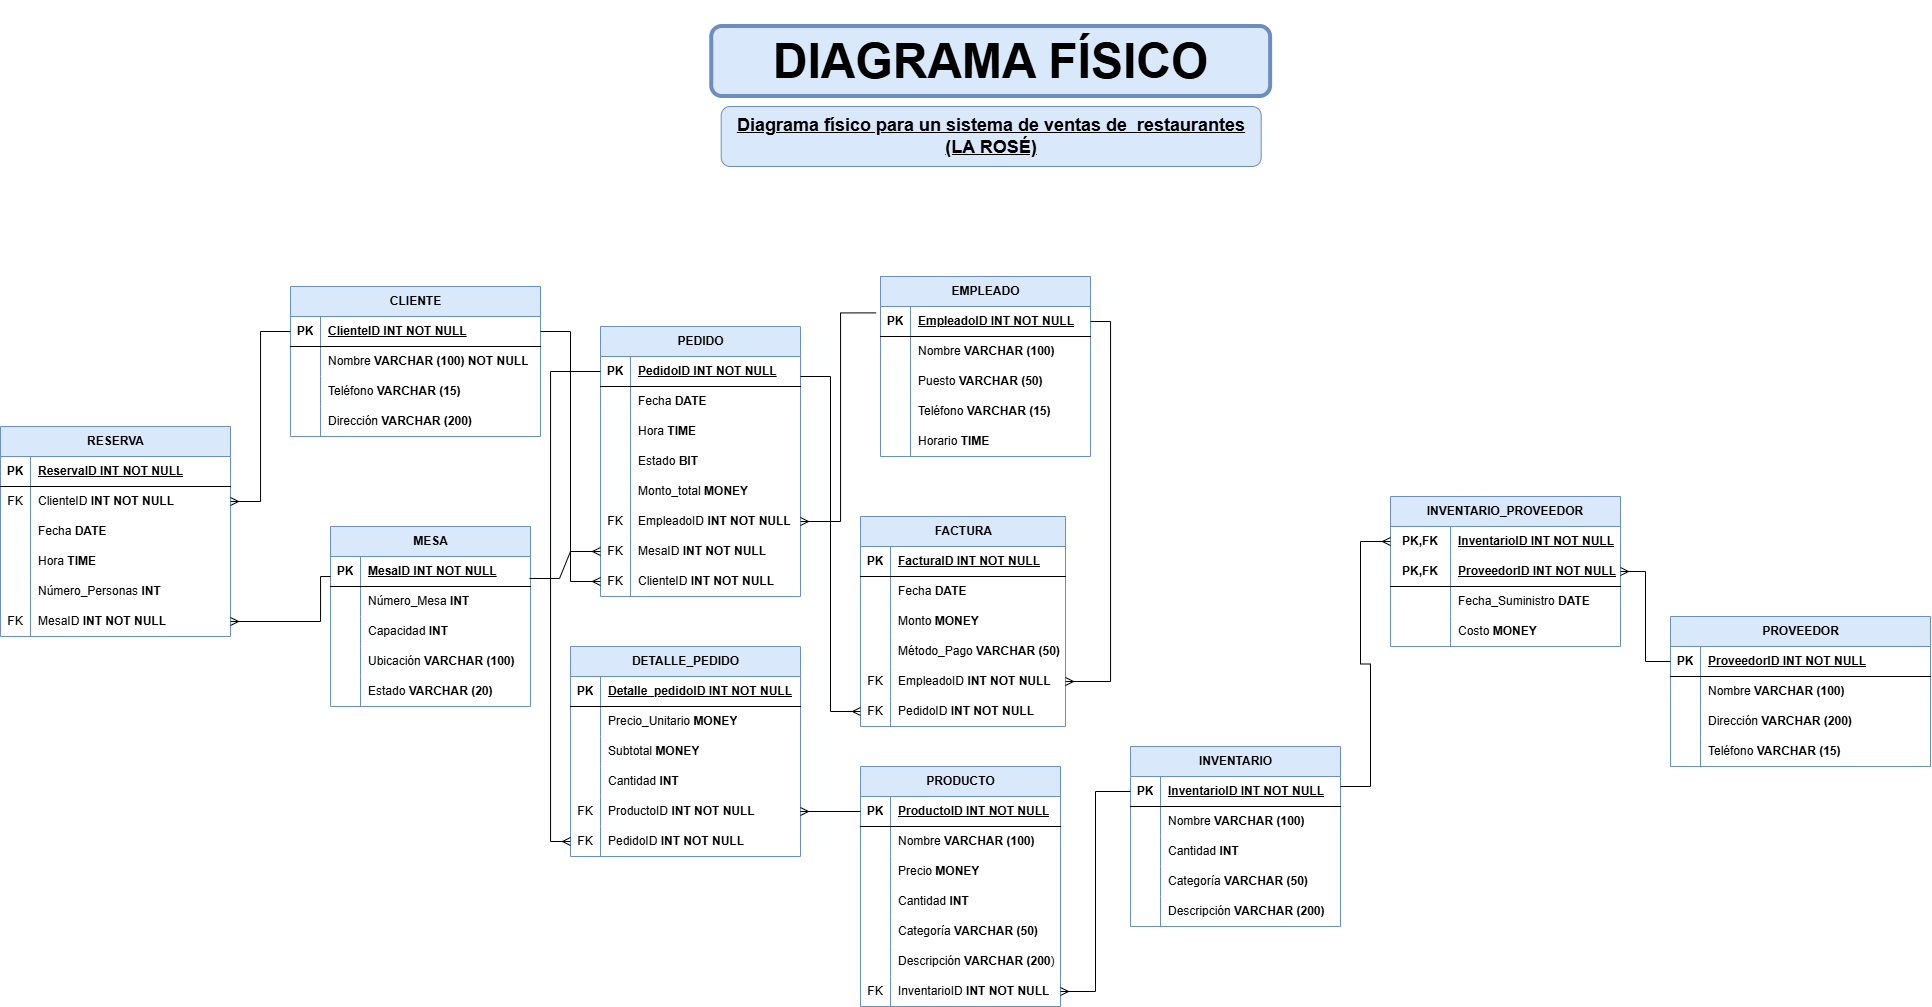 DIAGRAMA FÍSICO
Diagrama físico para un sistema de ventas de restaurantes
(LA ROSÉ)
CLIENTE
PK ClienteID INT NOT NULL
Nombre VARCHAR (100) NOT NULL
Teléfono VARCHAR (15)
Dirección VARCHAR (200)
RESERVA
PK ReservaID INT NOT NULL
FK ClienteID INT NOT NULL
Fecha DATE
Hora TIME
Número_Personas INT
FK MesaID INT NOT NULL
MESA
PK MesaID INT NOT NULL
Número_Mesa INT
Capacidad INT
Ubicación VARCHAR (100)
Estado VARCHAR (20)
PEDIDO
PK PedidoID INT NOT NULL
Fecha DATE
Hora TIME
Estado BIT
Monto_total MONEY
FK EmpleadoID INT NOT NULL
FK MesaID INT NOT NULL
FK ClienteID INT NOT NULL
DETALLE_PEDIDO
PK Detalle_pedidoID INT NOT NULL
Precio_Unitario MONEY
Subtotal MONEY
Cantidad INT
FK ProductoID INT NOT NULL
FK PedidoID INT NOT NULL
EMPLEADO
PK EmpleadoID INT NOT NULL
Nombre VARCHAR (100)
Puesto VARCHAR (50)
Teléfono VARCHAR (15)
Horario TIME
FACTURA
PK FacturaID INT NOT NULL
Fecha DATE
Monto MONEY
Método_Pago VARCHAR (50)
FK EmpleadoID INT NOT NULL
FK PedidoID INT NOT NULL
PRODUCTO
PK ProductoID INT NOT NULL
Nombre VARCHAR (100)
Precio MONEY
Cantidad INT
Categoría VARCHAR (50)
Descripción VARCHAR (200)
FK InventarioID INT NOT NULL
INVENTARIO
PK InventarioID INT NOT NULL
Nombre VARCHAR (100)
Cantidad INT
Categoría VARCHAR (50)
Descripción VARCHAR (200)
INVENTARIO_PROVEEDOR
PK,FK InventarioID INT NOT NULL
PK,FK ProveedorID INT NOT NULL
Fecha_Suministro DATE
Costo MONEY
PROVEEDOR
PK ProveedorID INT NOT NULL
Nombre VARCHAR (100)
Dirección VARCHAR (200)
Teléfono VARCHAR (15)